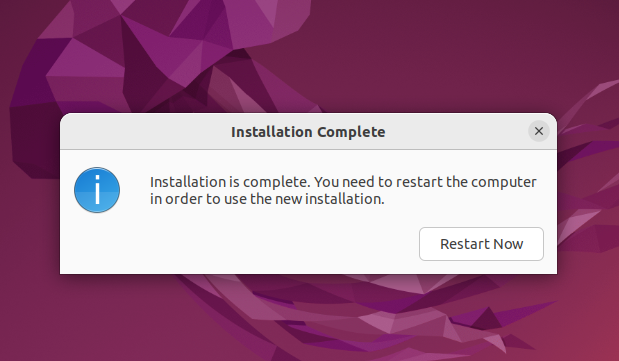 Installation Complete
Installation is complete. You need to restart the computer
in order to use the new installation.
Restart Now